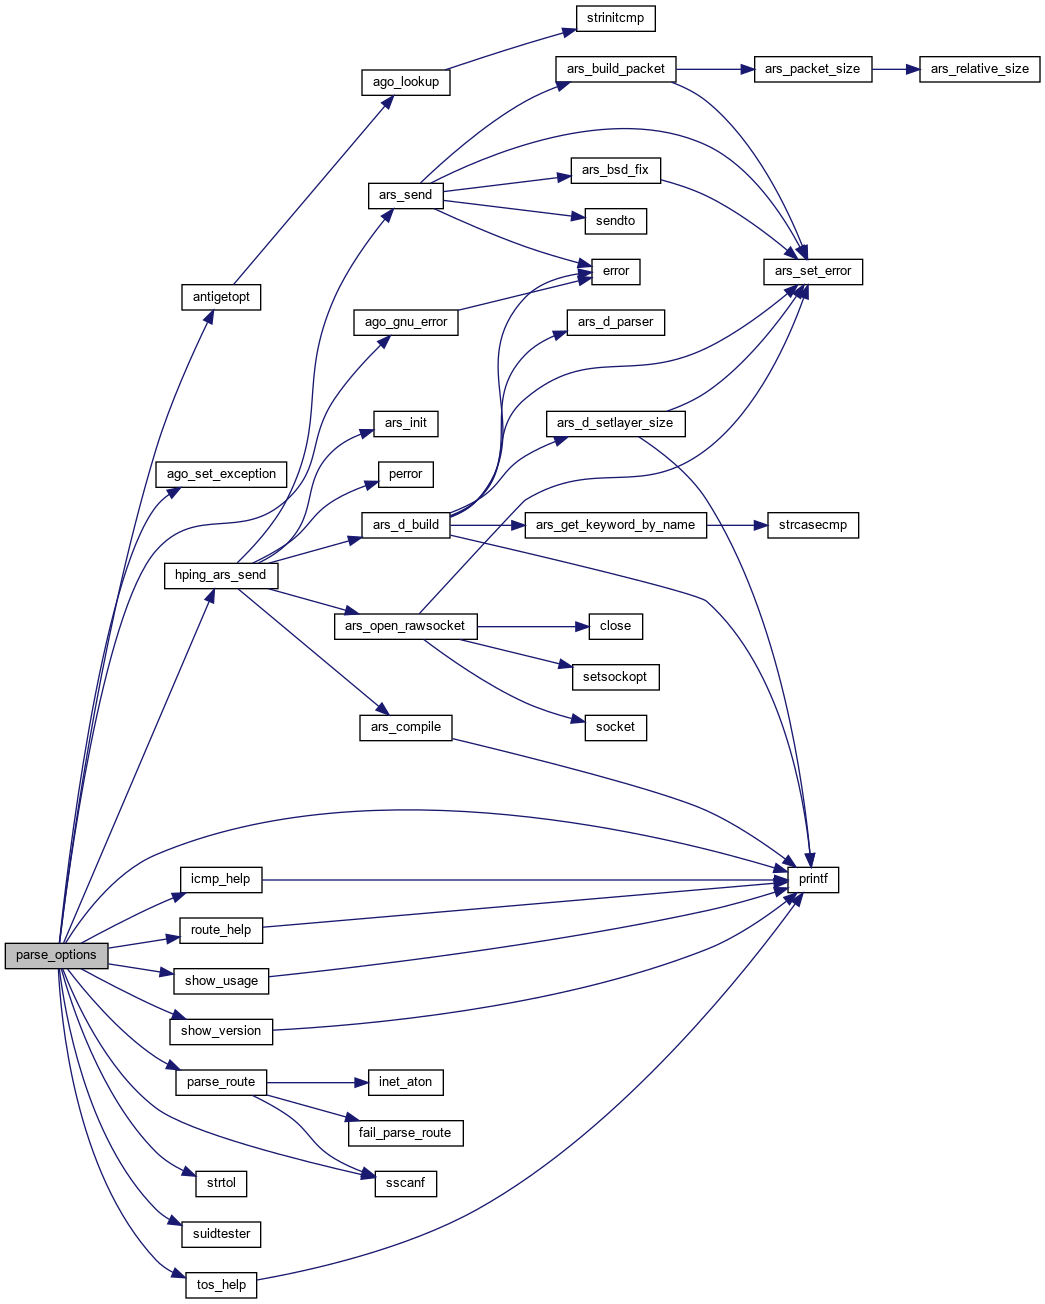 strinitcmp
ars_build_packet
ars_packet_size
ars_relative_size
ago_lookup
ars_bsd_fix
ars_send
sendto
error
ars_set_error
antigetopt
ago_gnu_error
ars_d_parser
ars_init
ars_d_setlayer_size
ago_set_exception
perror
ars_d_build
ars_get_keyword_by_name
strcasecmp
hping_ars_send
ars_open_rawsocket
close
setsockopt
ars_compile
socket
icmp_help
printf
route_help
parse_options
show_usage
show_version
parse_route
inet_aton
fail_parse_route
strtol
sscanf
suidtester
tos_help